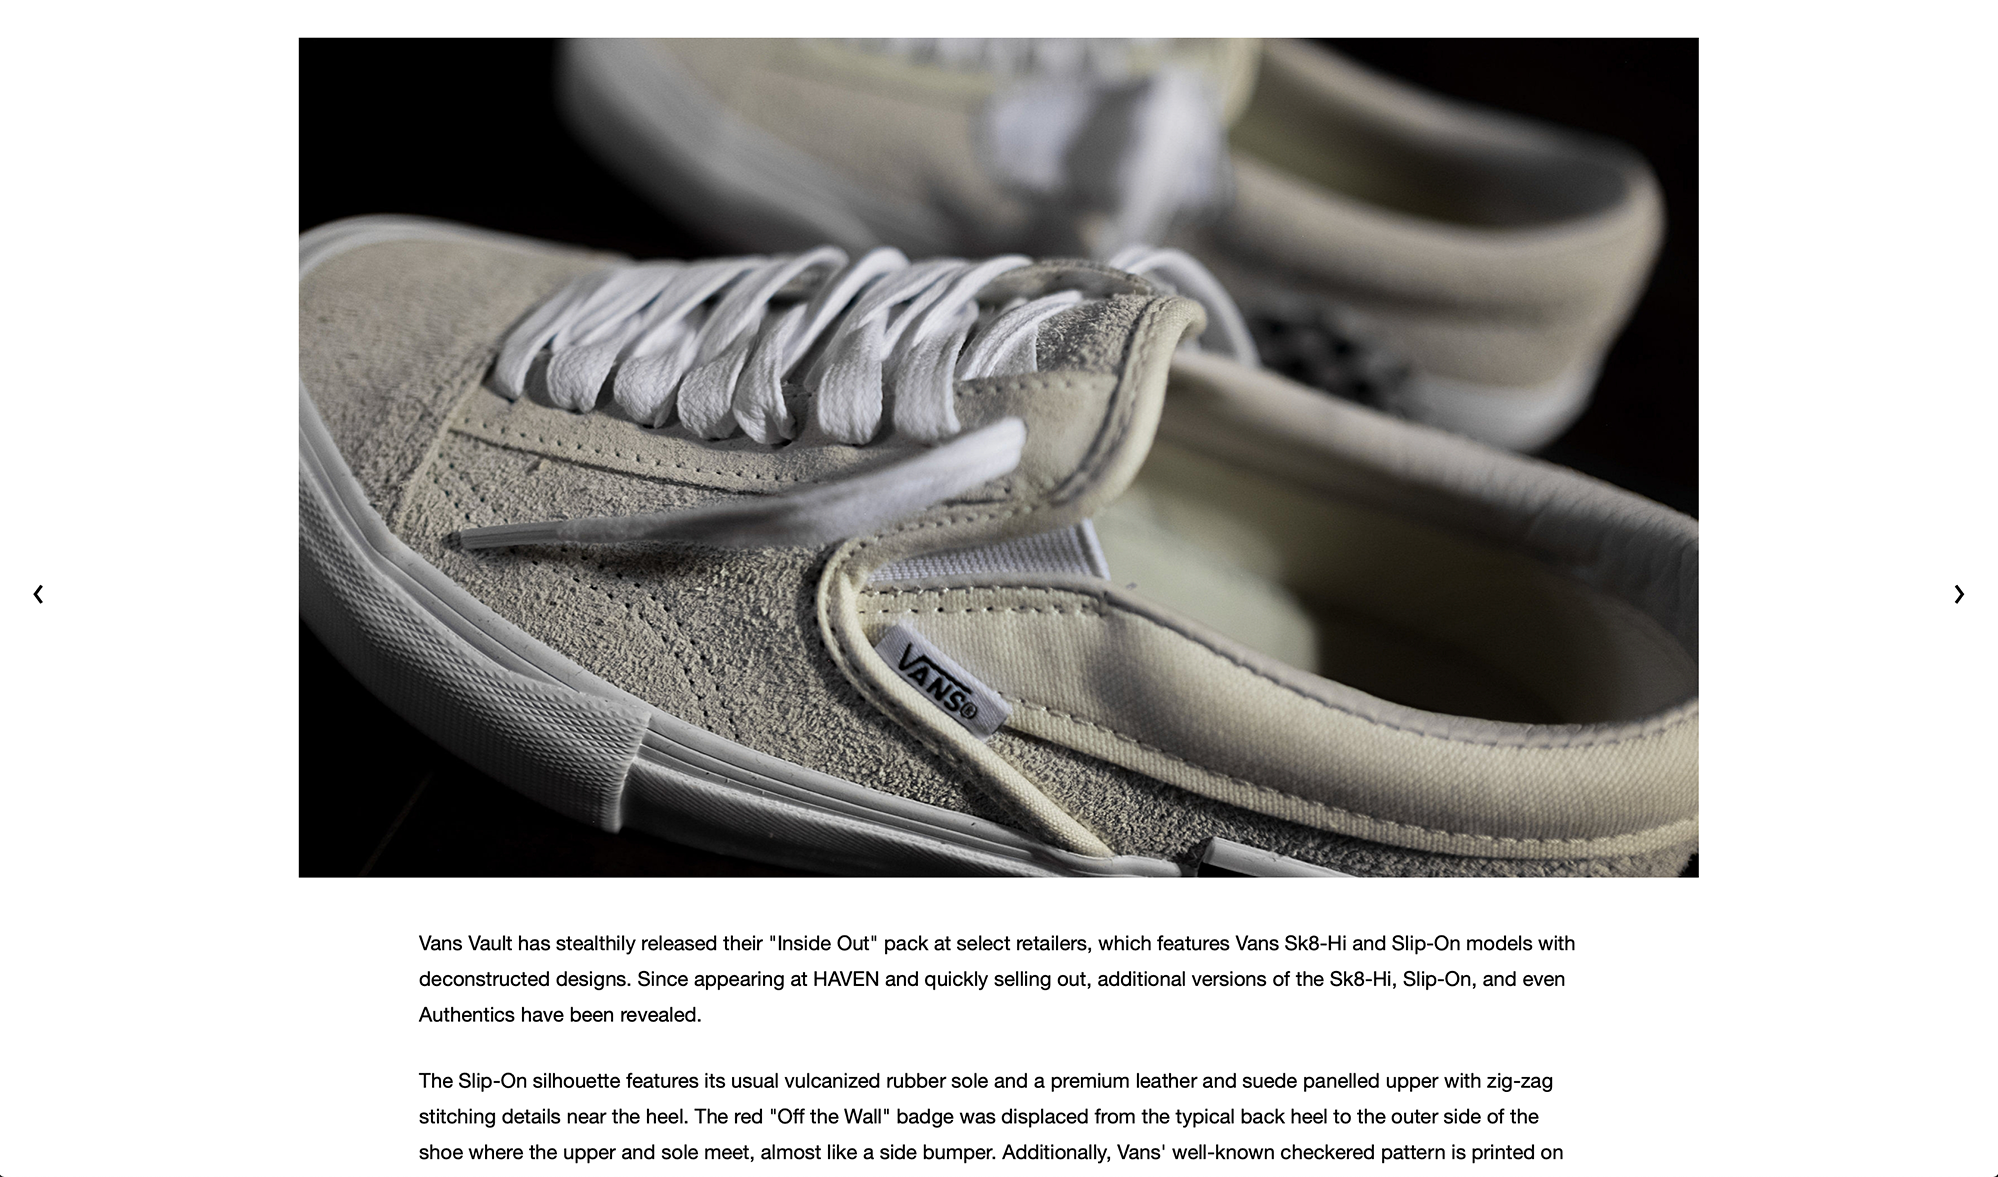 VANS®
Vans Vault has stealthily released their "Inside Out" pack at select retailers, which features Vans Sk8-Hi and Slip-On models with
deconstructed designs. Since appearing at HAVEN and quickly selling out, additional versions of the Sk8-Hi, Slip-On, and even
Authentics have been revealed.
The Slip-On silhouette features its usual vulcanized rubber sole and a premium leather and suede panelled upper with zig-zag
stitching details near the heel. The red "Off the Wall" badge was displaced from the typical back heel to the outer side of the
shoe where the upper and sole meet, almost like a side bumper. Additionally, Vans' well-known checkered pattern is printed on